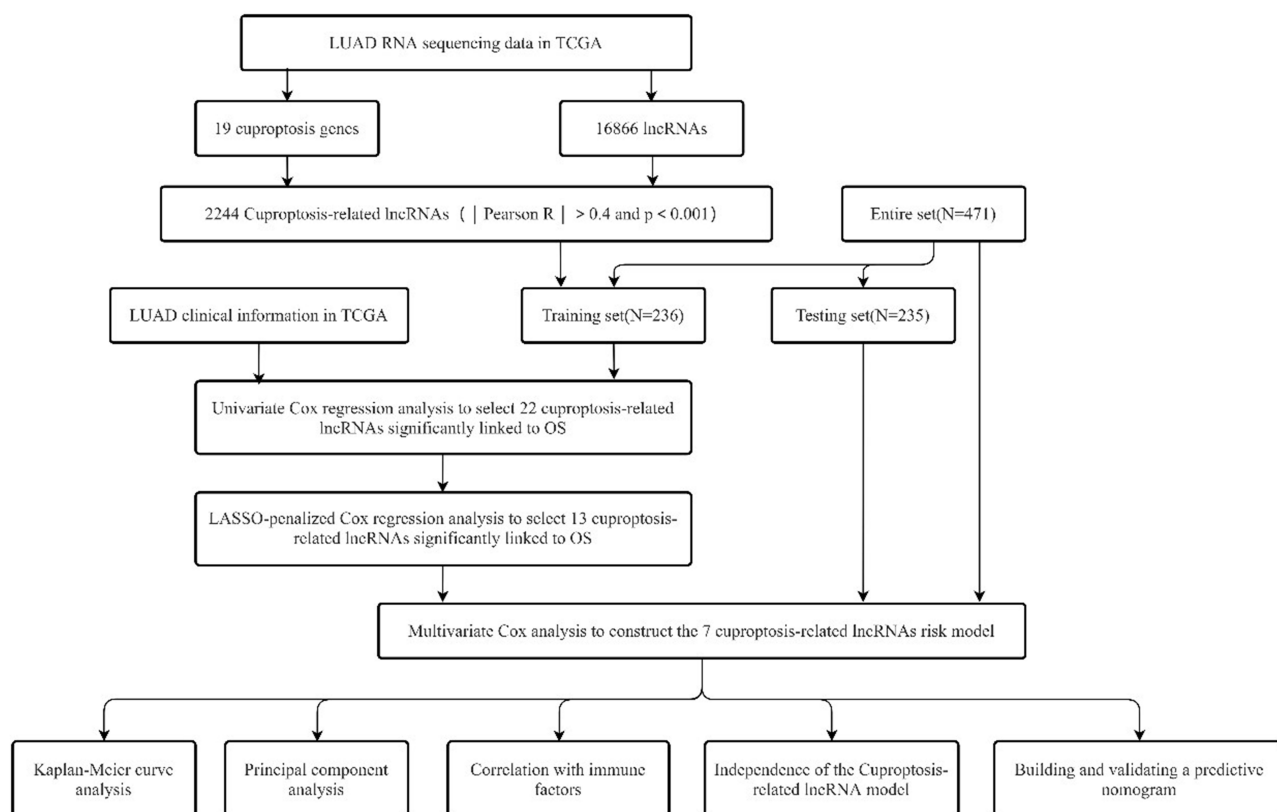 LUAD RNA sequencing data in TCGA
19 cuproptosis genes
16866 lncRNAs
2244 Cuproptosis-related lncRNAs (｜Pearson R｜ > 0.4 and p < 0.001)
Entire set(N=471)
LUAD clinical information in TCGA
Training set(N=236)
Testing set(N=235)
Univariate Cox regression analysis to select 22 cuproptosis-related
lncRNAs significantly linked to OS
LASSO-penalized Cox regression analysis to select 13 cuproptosis-
related lncRNAs significantly linked to OS
Multivariate Cox analysis to construct the 7 cuproptosis-related lncRNAs risk model
Kaplan-Meier curve
analysis
Principal component
analysis
Correlation with immune
factors
Independence of the Cuproptosis-
related lncRNA model
Building and validating a predictive
nomogram